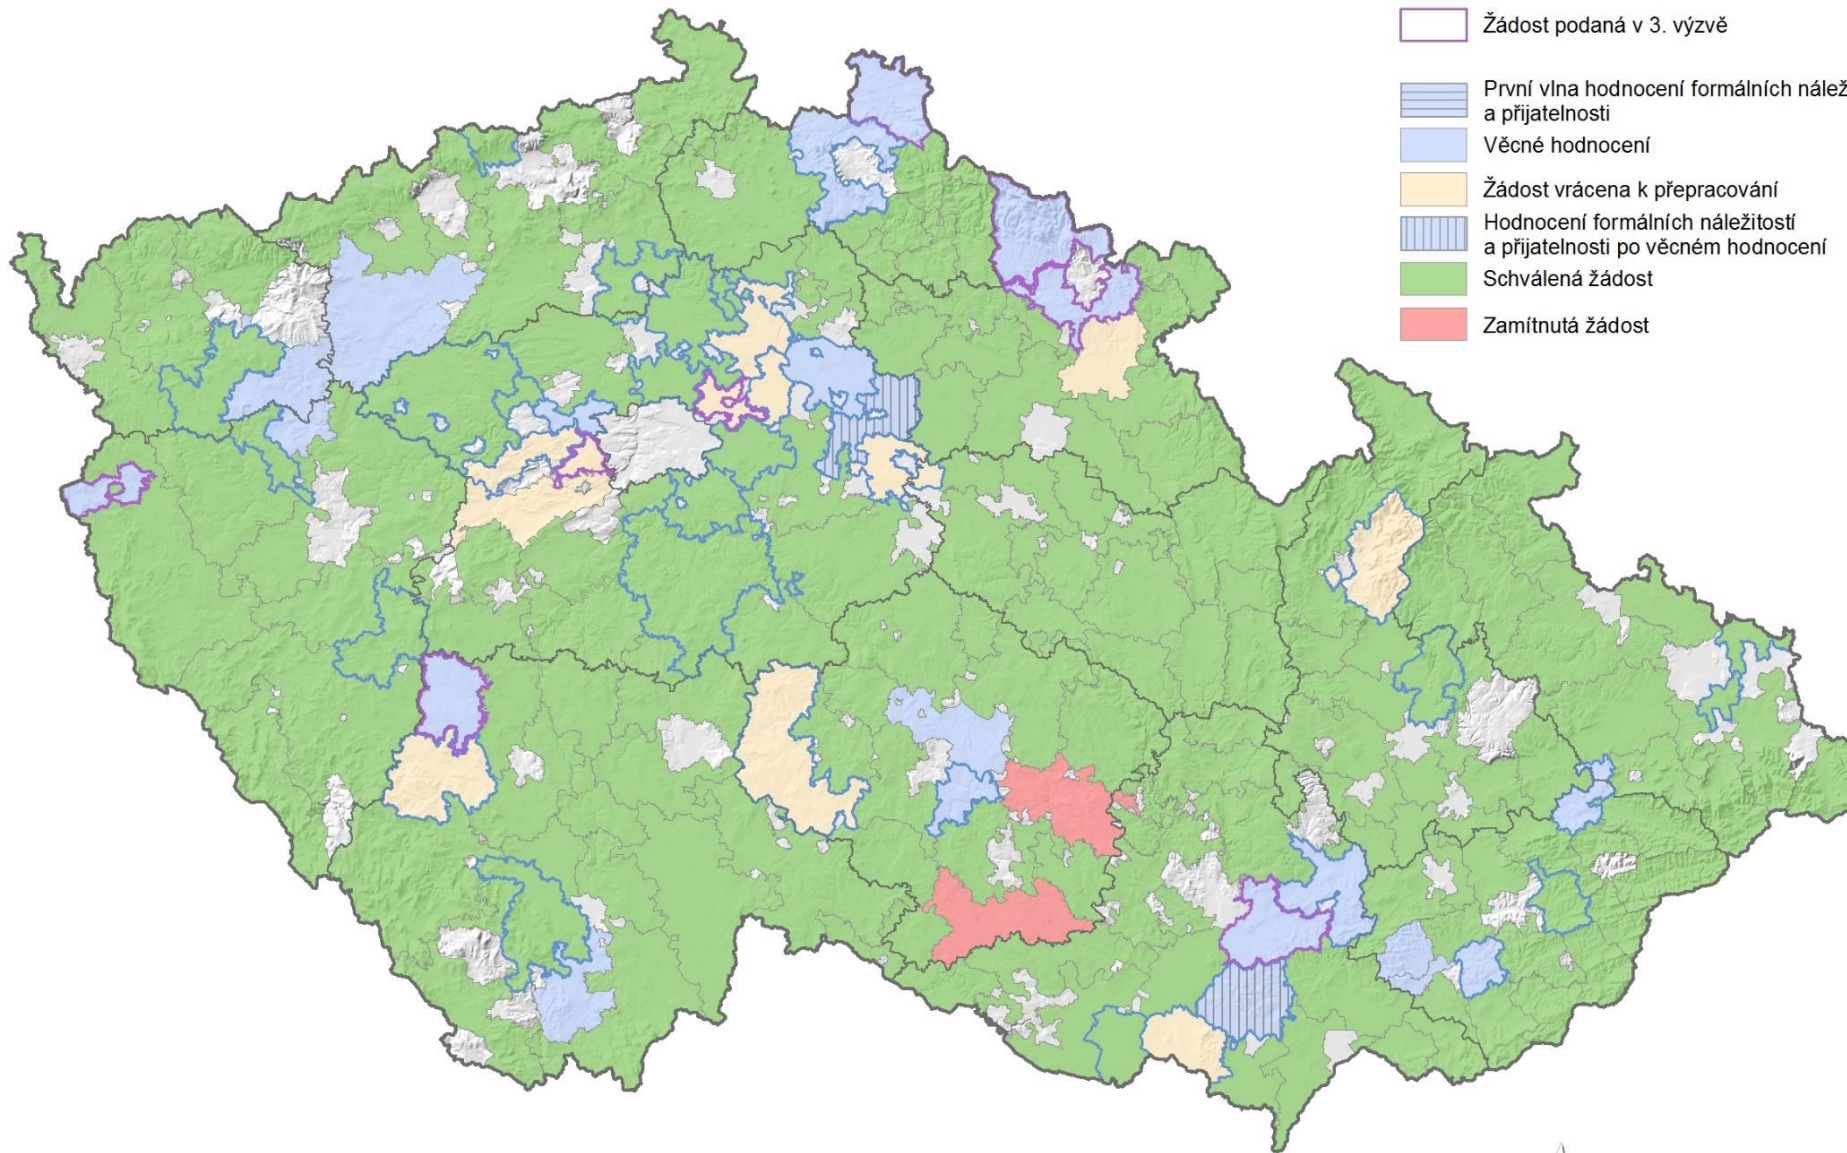 Žádost podaná v 3. výzvě
První vlna hodnocení formálních nálež
a přijatelnosti
Věcné hodnocení
Žádost vrácena k přepracování
Hodnocení formálních náležitostí
a přijatelnosti po věcném hodnocení
Schválená žádost
Zamítnutá žádost